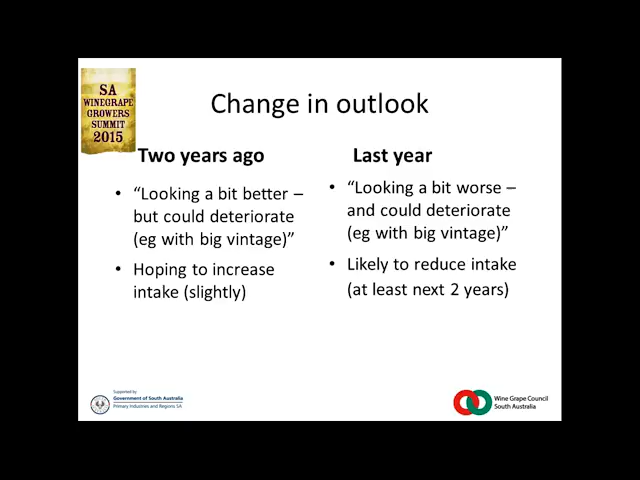 SA
WINEGRAPE
GROWERS
SUMMIT
2015
Change in outlook
Two years ago
• “Looking a bit better –
but could deteriorate
(eg with big vintage)”
• Hoping to increase
intake (slightly)
Last year
• “Looking a bit worse –
and could deteriorate
(eg with big vintage)”
• Likely to reduce intake
(at least next 2 years)
Supported by
Government of South Australia
Primary Industries and Regions SA
Wine Grape Council
South Australia